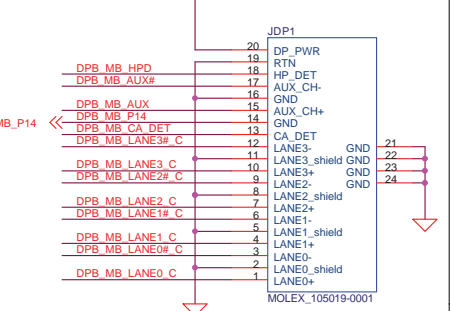 JDP1
20 DP_PWR
19 RTN
DPB_MB_HPD 18 HP_DET
DPB_MB_AUX# 17 AUX_CH-
16 GND
DPB_MB_AUX 15 AUX_CH+
MB_P14 DPB_MB_P14 14 GND
DPB_MB_CA_DET 13 CA_DET
DPB_MB_LANE3#_C 12 LANE3- GND 21
11 LANE3_shield GND 22
DPB_MB_LANE3_C 10 LANE3+ GND 23
DPB_MB_LANE2#_C 9 LANE2- GND 24
8 LANE2_shield
DPB_MB_LANE2_C 7 LANE2+
DPB_MB_LANE1#_C 6 LANE1-
5 LANE1_shield
DPB_MB_LANE1_C 4 LANE1+
DPB_MB_LANE0#_C 3 LANE0-
2 LANE0_shield
DPB_MB_LANE0_C 1 LANE0+
MOLEX_105019-0001